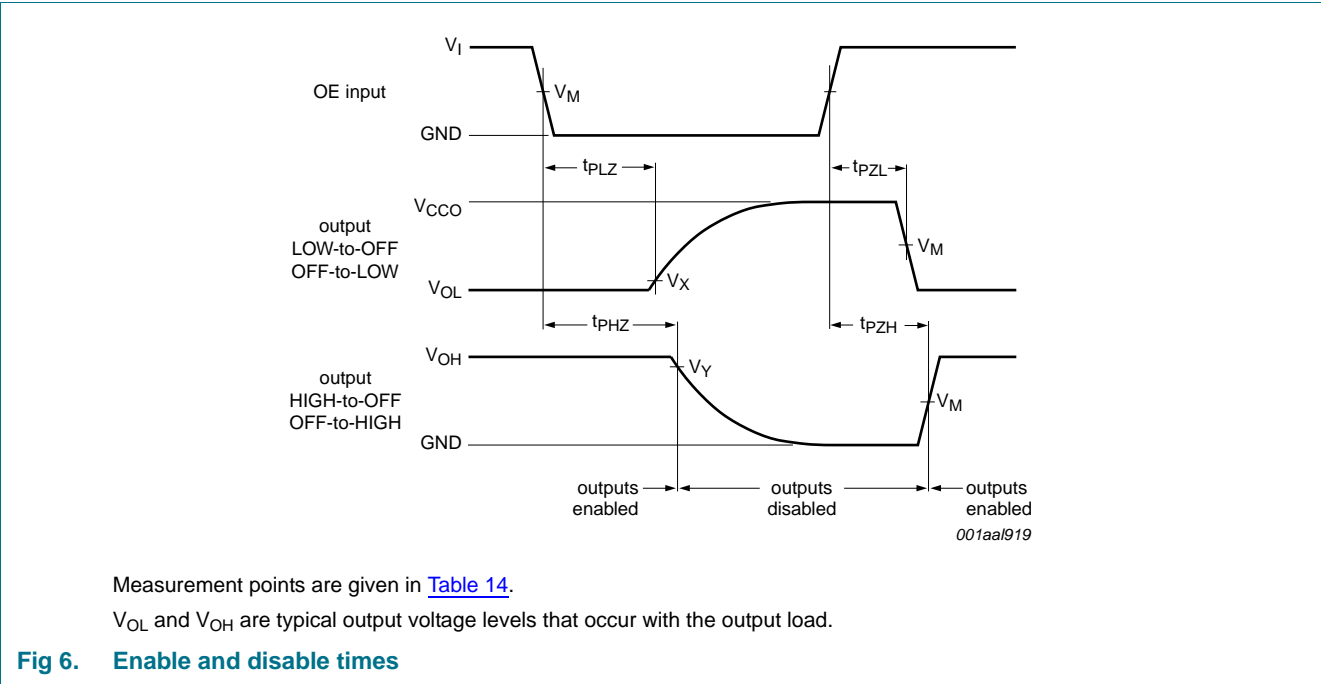 VI
OE input
VM
GND
tPLZ
tPZL
VCCO
output
LOW-to-OFF
OFF-to-LOW
VM
VX
VOL
tPHZ
tPZH
VOH
output
HIGH-to-OFF
OFF-to-HIGH
VY
VM
GND
outputs enabled
outputs disabled
outputs enabled
001aal919
Measurement points are given in Table 14.
VOL and VOH are typical output voltage levels that occur with the output load.
Fig 6. Enable and disable times